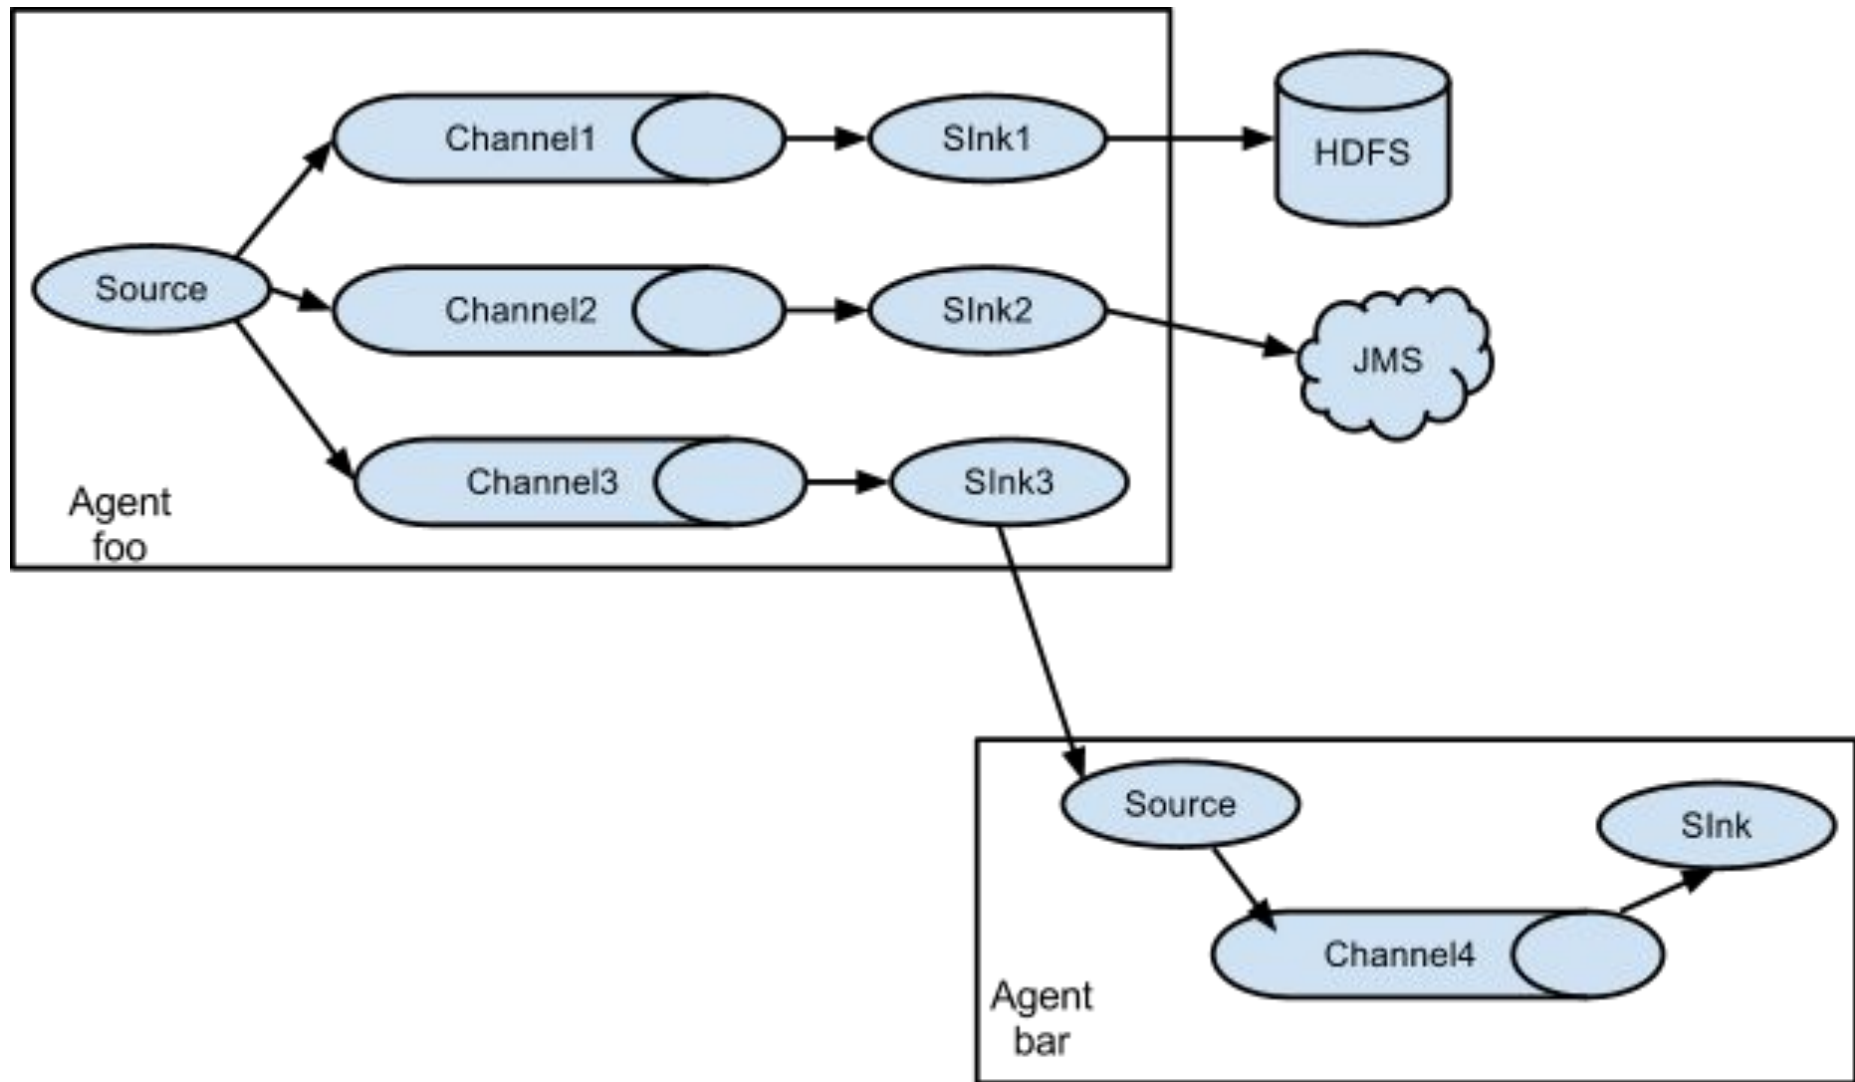 Channel1
SInk1
HDFS
Source
Channel2
SInk2
JMS
Channel3
SInk3
Agent
foo
Source
SInk
Channel4
Agent
bar